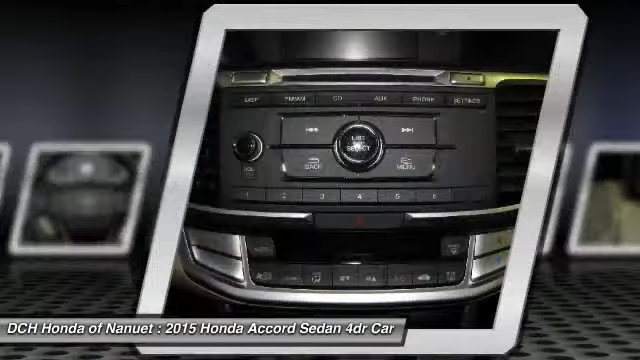 DISP FM/AM CD AUX PHONE SETTINGS
SELECT
BACK MENU
1 2 3 4 5 6
DCH Honda of Nanuet : 2015 Honda Accord Sedan 4dr Car